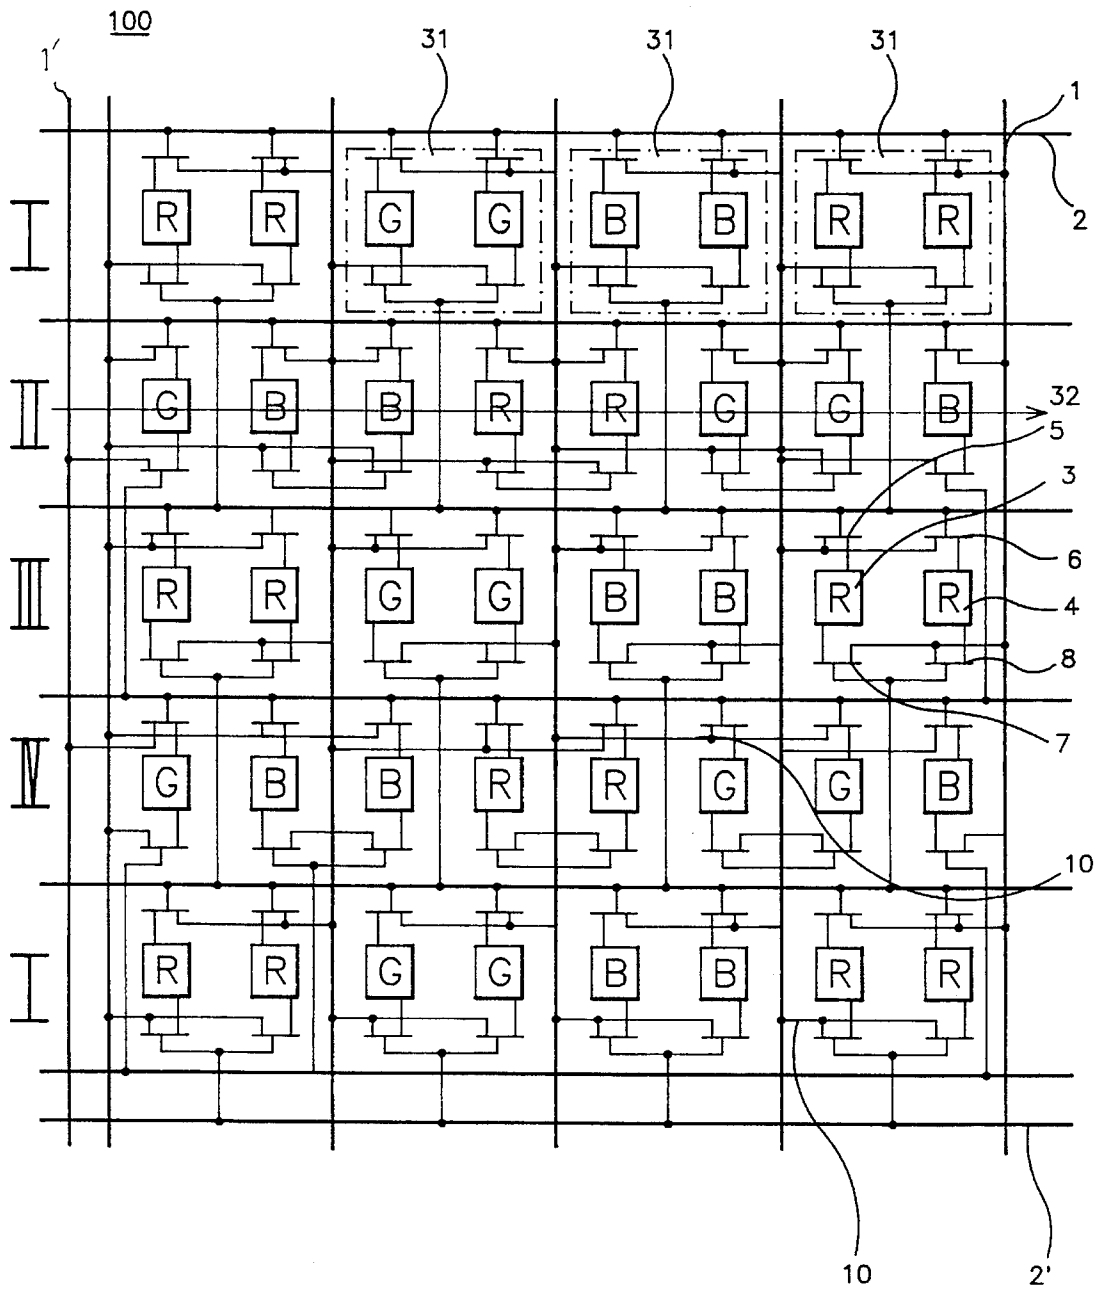 100
1' 31 31 31
1
2
I R R G G B B R R
II G B B R R G G B
32
5
3
6
III R R G G B B R R
4
8
7
IV G B B R R G G B
10
I R R G G B B R R
10
2'